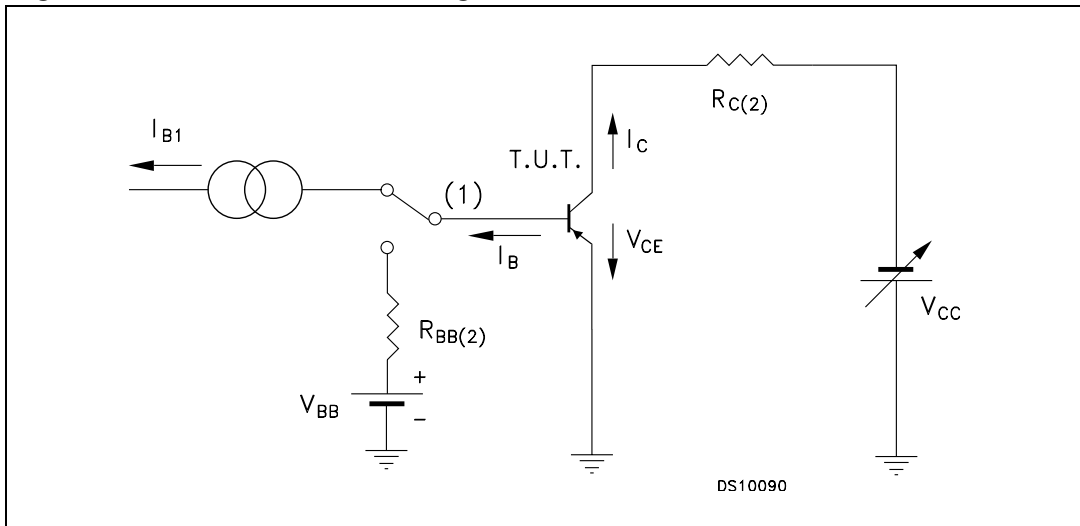 R_C(2)
I_B1
I_C
T.U.T.
(1)
V_CE
I_B
V_CC
R_BB(2)
+
V_BB
−
DS10090